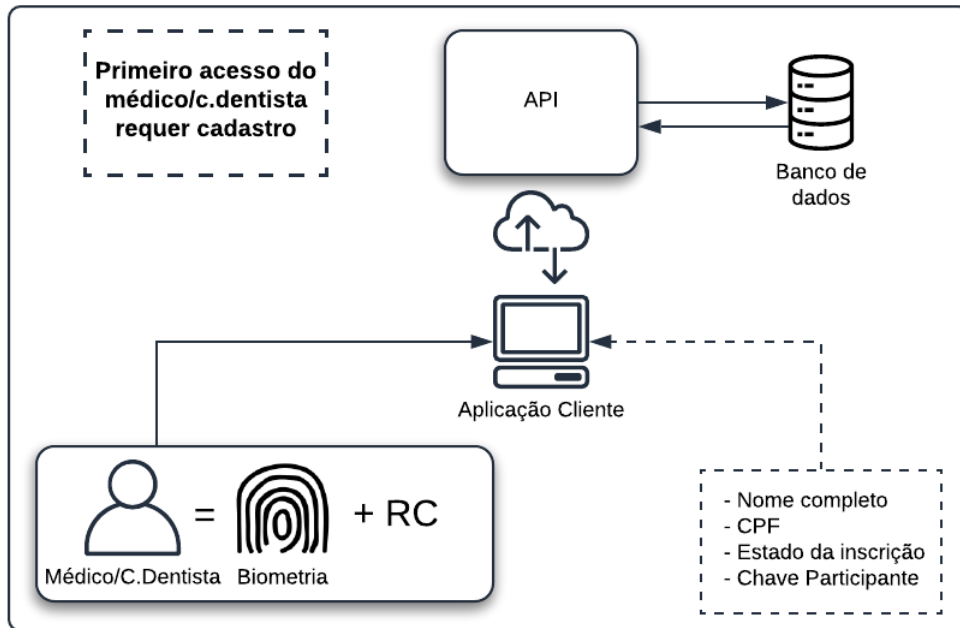 Primeiro acesso do
médico/c.dentista
requer cadastro
API
Banco de
dados
Aplicação Cliente
= + RC
Médico/C.Dentista Biometria
- Nome completo
- CPF
- Estado da inscrição
- Chave Participante